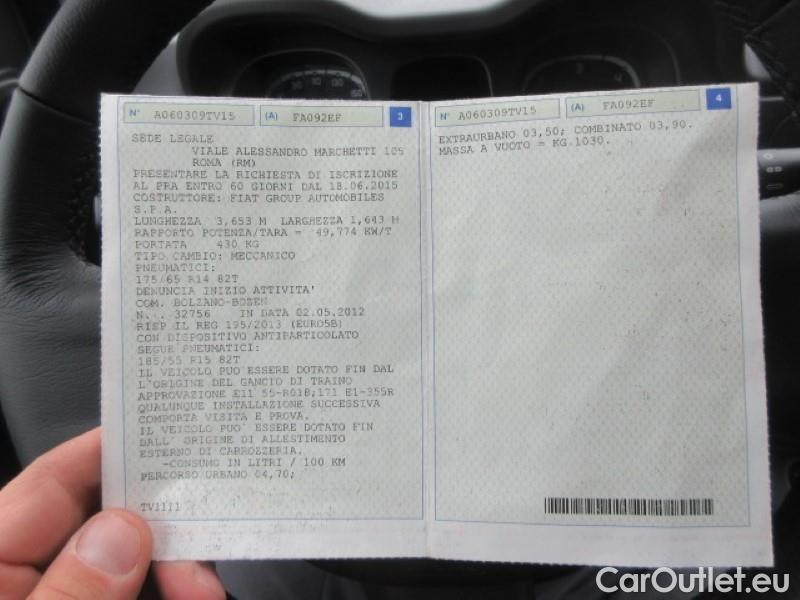 N° A060309TV15 (A) FA092EF 3
SEDE LEGALE
VIALE ALESSANDRO MARCHETTI 105
ROMA (RM)
PRESENTARE LA RICHIESTA DI ISCRIZIONE
AL PRA ENTRO 60 GIORNI DAL 18.06.2015
COSTRUTTORE: FIAT GROUP AUTOMOBILES
S.P.A.
LUNGHEZZA 3,653 M LARGHEZZA 1,643 M
RAPPORTO POTENZA/TARA = 49,774 KW/T
PORTATA 430 KG
TIPO CAMBIO: MECCANICO
PNEUMATICI:
175/65 R14 82T
DENUNCIA INIZIO ATTIVITA'
COM. BOLZANO-BOZEN
N... 32756 IN DATA 02.05.2012
RISP IL REG 195/2013 (EURO5B)
CON DISPOSITIVO ANTIPARTICOLATO
SEGUE PNEUMATICI:
185/55 R15 82T
IL VEICOLO PUO'ESSERE DOTATO FIN DAL
L'ORIGINE DEL GANCIO DI TRAINO
APPROVAZIONE E11 55-R018;171 E1-355R
QUALUNQUE INSTALLAZIONE SUCCESSIVA
COMPORTA VISITA E PROVA.
IL VEICOLO PUO' ESSERE DOTATO FIN
DALL' ORIGINE DI ALLESTIMENTO
ESTERNO DI CARROZZERIA.
-CONSUMO IN LITRI / 100 KM
PERCORSO URBANO 04,70;
TV1111
N° A060309TV15 (A) FA092EF 4
EXTRAURBANO 03,50; COMBINATO 03,90.
MASSA A VUOTO = KG.1030.
CarOutlet.eu